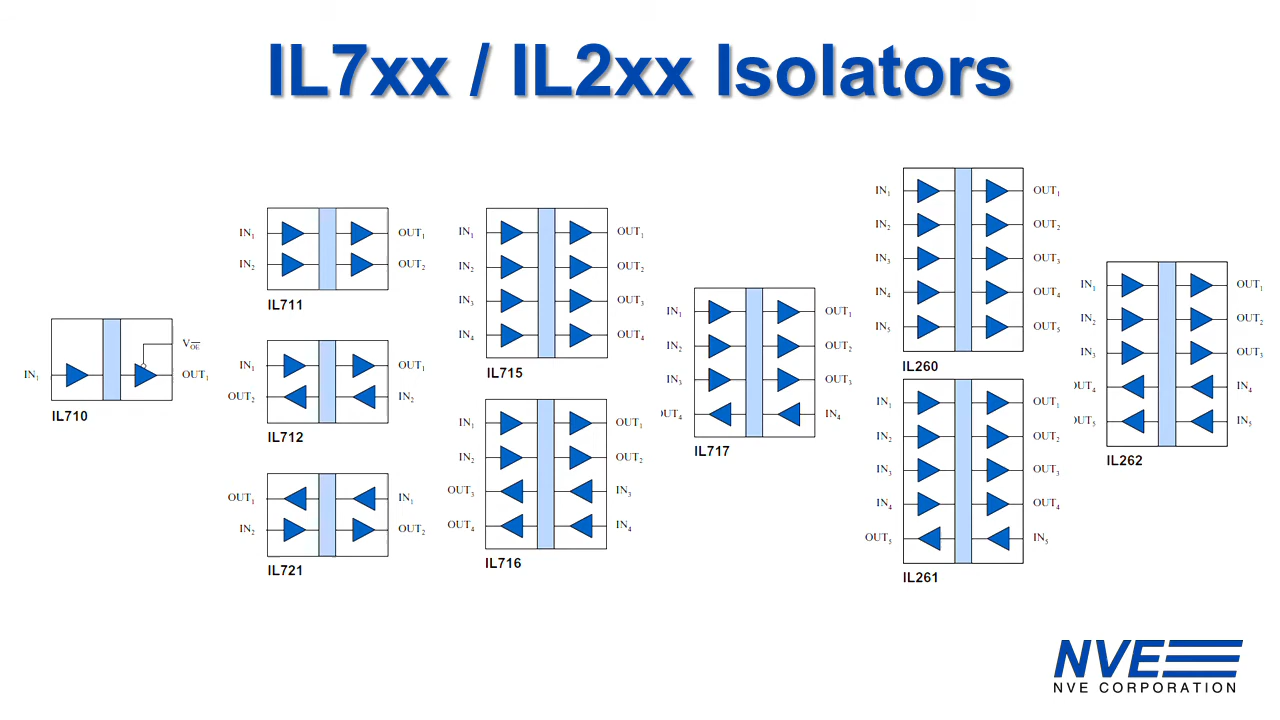 IL7xx / IL2xx Isolators
IN1
VOE
OUT1
IL710
IN1 OUT1
IN2 OUT2
IL711
IN1 OUT1
OUT2 IN2
IL712
OUT1 IN1
IN2 OUT2
IL721
IN1 OUT1
IN2 OUT2
IN3 OUT3
IN4 OUT4
IL715
IN1 OUT1
IN2 OUT2
OUT3 IN3
OUT4 IN4
IL716
IN1 OUT1
IN2 OUT2
IN3 OUT3
UT4 IN4
IL717
IN1 OUT1
IN2 OUT2
IN3 OUT3
IN4 OUT4
IN5 OUT5
IL260
IN1 OUT1
IN2 OUT2
IN3 OUT3
IN4 OUT4
OUT5 IN5
IL261
IN1 OUT1
IN2 OUT2
IN3 OUT3
UT4 IN4
UT5 IN5
IL262
NVE
NVE CORPORATION